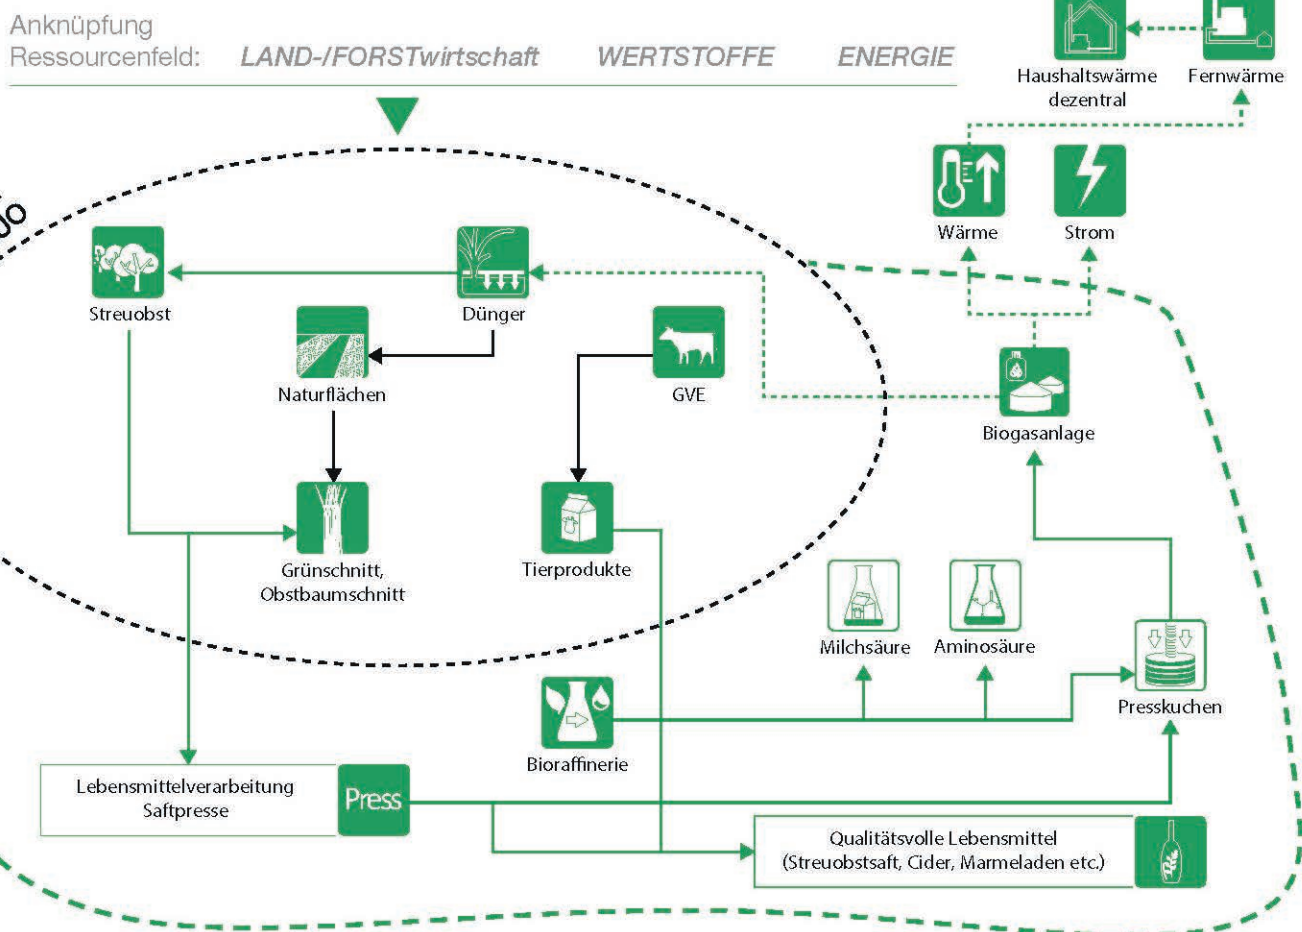 Anknüpfung
Ressourcenfeld: LAND-/FORSTwirtschaft WERTSTOFFE ENERGIE
Haushaltswärme
dezentral
Fernwärme
Wärme
Strom
Streuobst
Dünger
Naturflächen
GVE
Biogasanlage
Grünschnitt,
Obstbaumschnitt
Tierprodukte
Milchsäure
Aminosäure
Presskuchen
Bioraffinerie
Lebensmittelverarbeitung
Saftpresse
Press
Qualitätsvolle Lebensmittel
(Streuobstsaft, Cider, Marmeladen etc.)